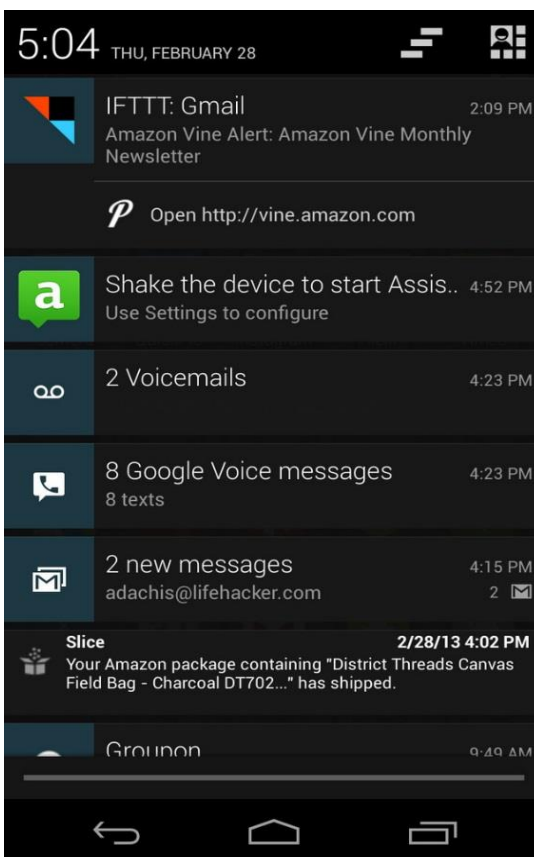 5:04 THU, FEBRUARY 28
IFTTT: Gmail 2:09 PM
Amazon Vine Alert: Amazon Vine Monthly
Newsletter
Open http://vine.amazon.com
a
Shake the device to start Assis.. 4:52 PM
Use Settings to configure
2 Voicemails 4:23 PM
8 Google Voice messages 4:23 PM
8 texts
2 new messages 4:15 PM
adachis@lifehacker.com 2
Slice 2/28/13 4:02 PM
Your Amazon package containing "District Threads Canvas
Field Bag - Charcoal DT702..." has shipped.
Groupon 9:49 AM